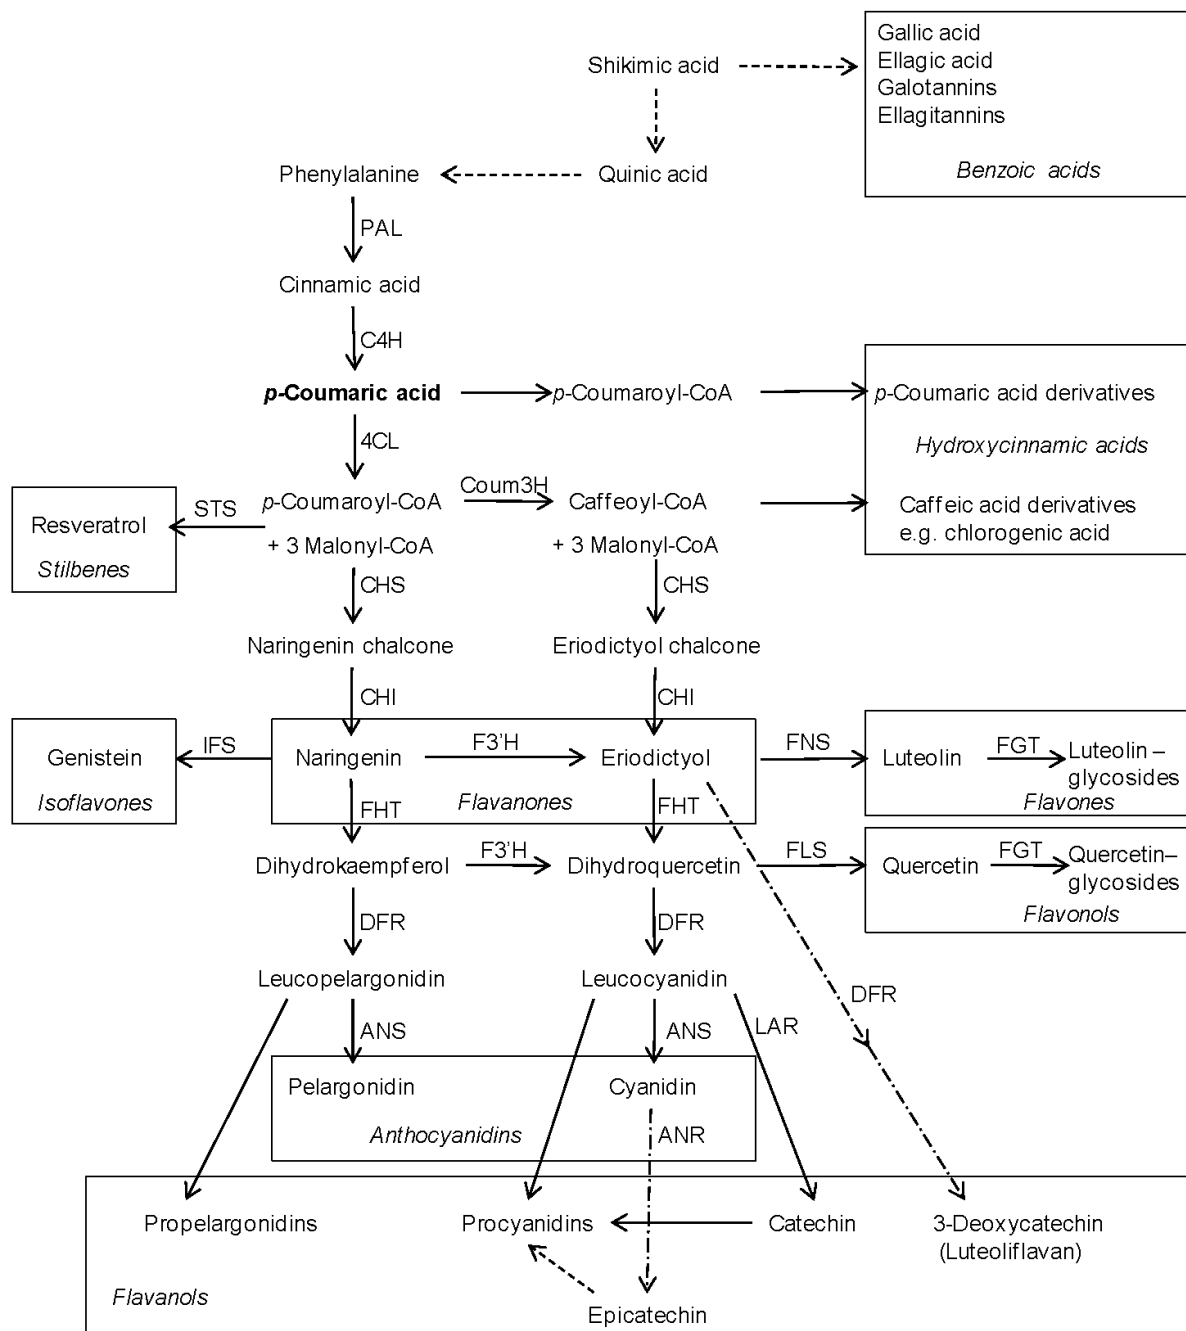 Gallic acid
Shikimic acid
Ellagic acid
Galotannins
Ellagitannins
Phenylalanine
Quinic acid
Benzoic acids
PAL
Cinnamic acid
C4H
p-Coumaric acid
p-Coumaroyl-CoA
p-Coumaric acid derivatives
4CL
Hydroxycinnamic acids
Coum3H
Resveratrol
STS
p-Coumaroyl-CoA
Caffeoyl-CoA
Caffeic acid derivatives
e.g. chlorogenic acid
Stilbenes
+ 3 Malonyl-CoA
+ 3 Malonyl-CoA
CHS
CHS
Naringenin chalcone
Eriodictyol chalcone
CHI
CHI
Genistein
IFS
Naringenin
F3'H
Eriodictyol
FNS
Luteolin
FGT
Luteolin –
glycosides
Isoflavones
Flavanones
Flavones
FHT
FHT
Dihydrokaempferol
F3'H
Dihydroquercetin
FLS
Quercetin
FGT
Quercetin–
glycosides
Flavonols
DFR
DFR
Leucopelargonidin
Leucocyanidin
DFR
ANS
ANS
LAR
Pelargonidin
Cyanidin
Anthocyanidins
ANR
Propelargonidins
Procyanidins
Catechin
3-Deoxycatechin
(Luteoliflavan)
Flavanols
Epicatechin